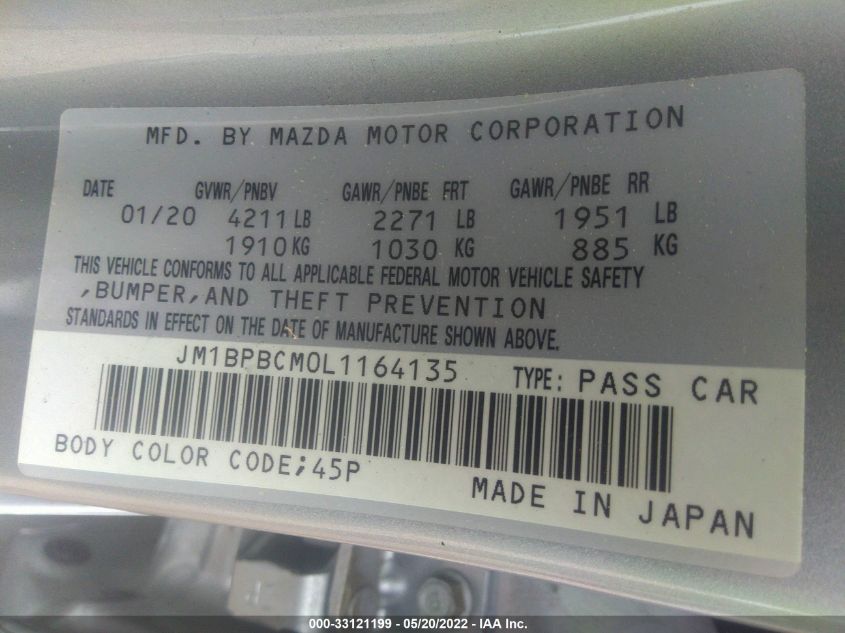 MFD. BY MAZDA MOTOR CORPORATION
DATE GVWR/PNBV GAWR/PNBE FRT GAWR/PNBE RR
01/20 4211 LB 2271 LB 1951 LB
1910 KG 1030 KG 885 KG
THIS VEHICLE CONFORMS TO ALL APPLICABLE FEDERAL MOTOR VEHICLE SAFETY
,BUMPER,AND THEFT PREVENTION
STANDARDS IN EFFECT ON THE DATE OF MANUFACTURE SHOWN ABOVE.
JM1BPBCM0L1164135 TYPE: PASS CAR
BODY COLOR CODE;45P MADE IN JAPAN
000-33121199 - 05/20/2022 - IAA Inc.